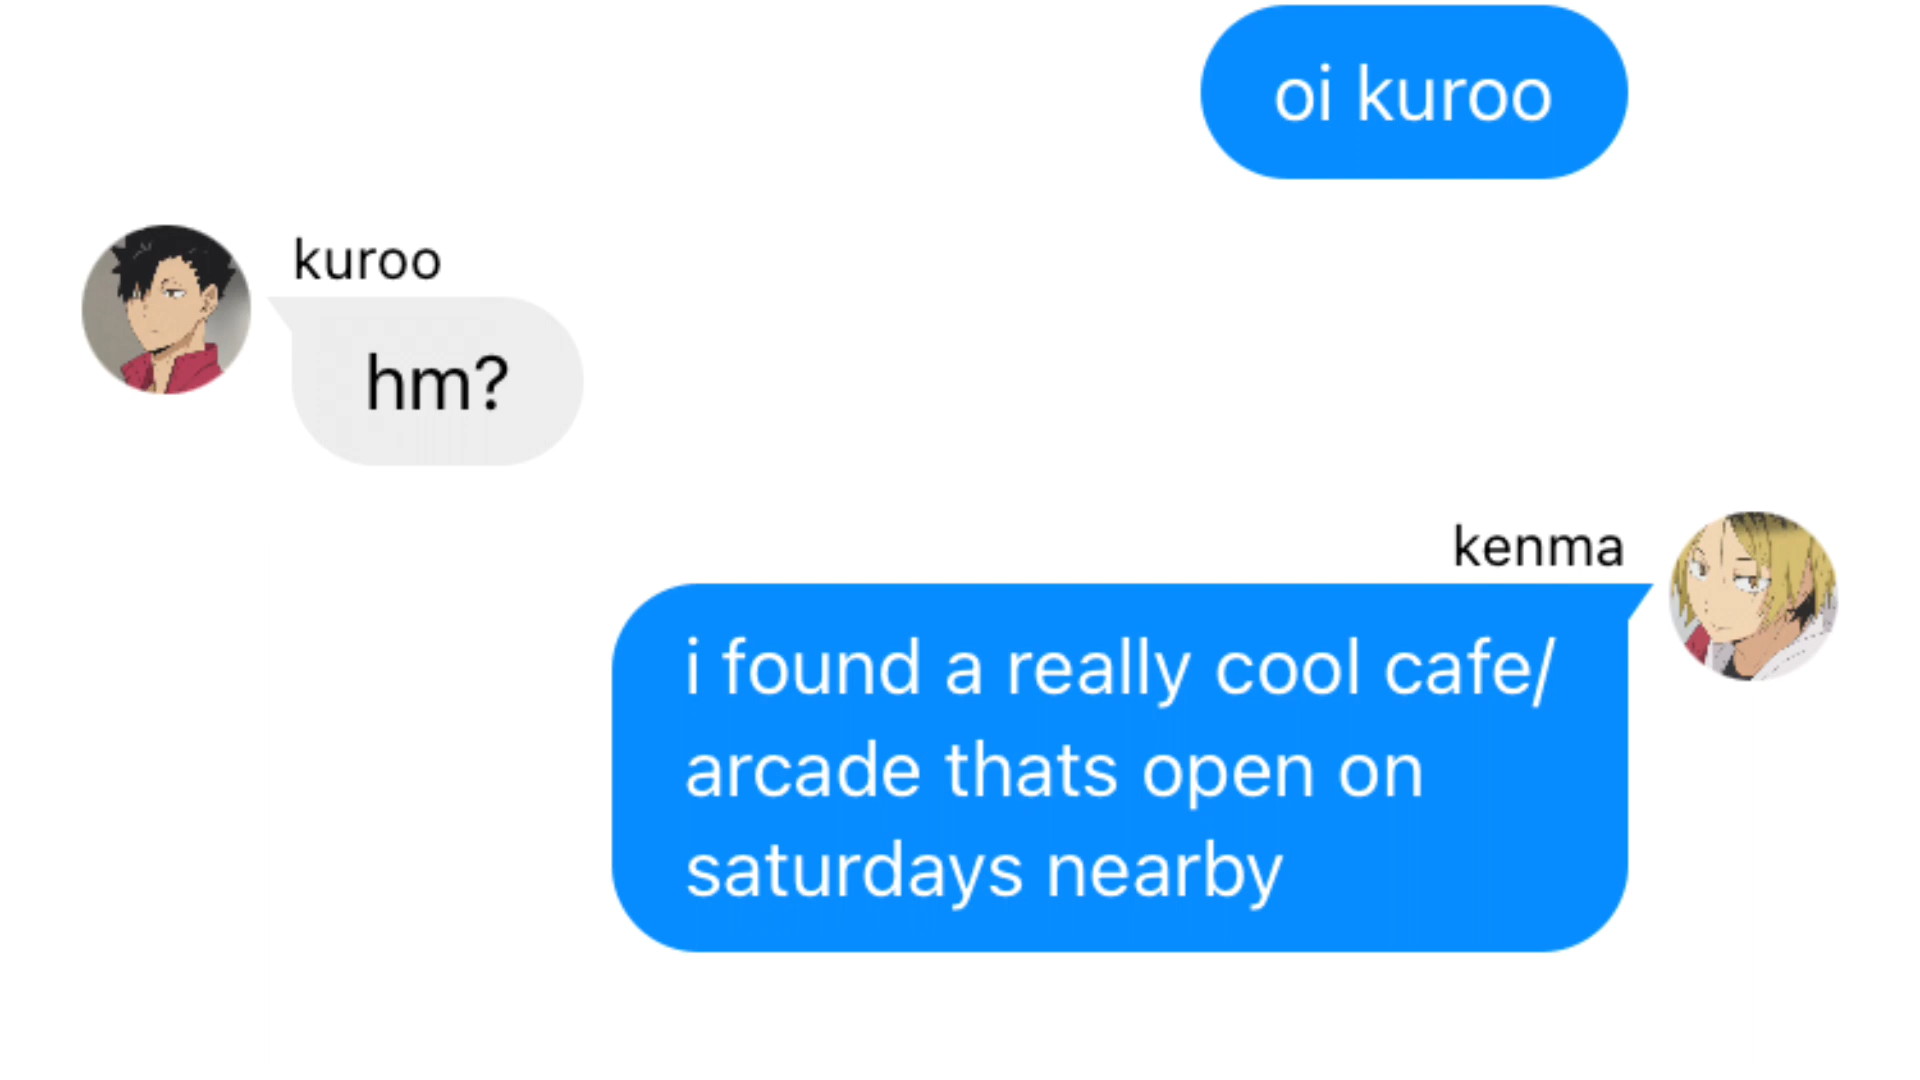 oi kuroo
kuroo
hm?
kenma
i found a really cool cafe/
arcade thats open on
saturdays nearby